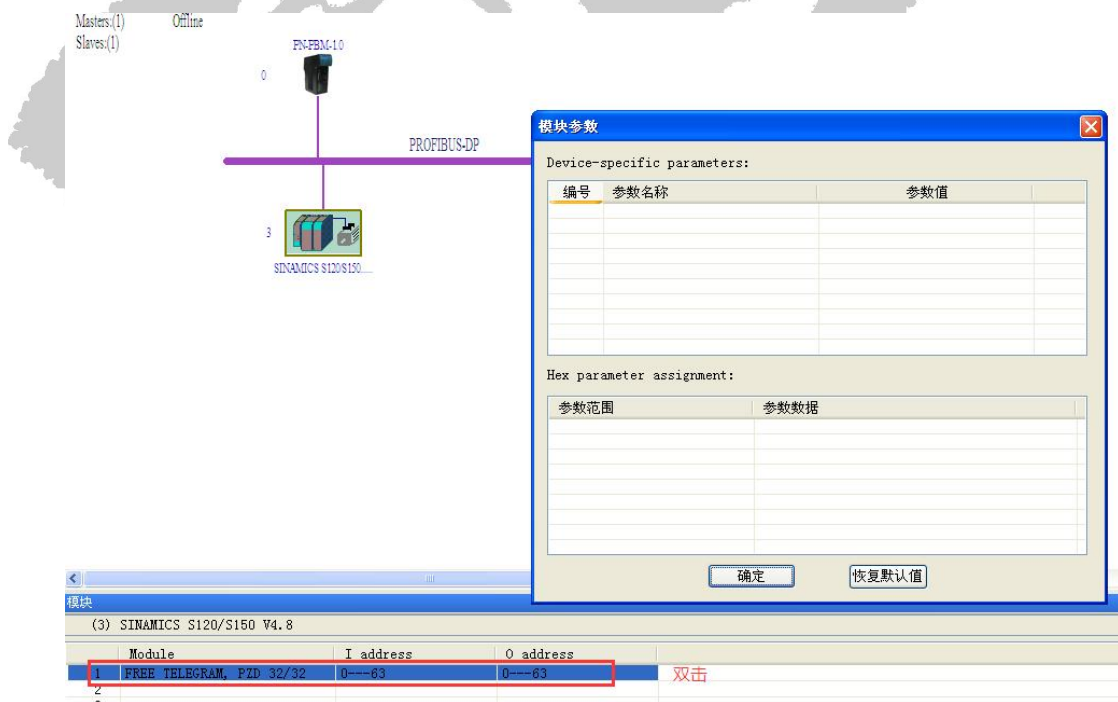 Masters:(1) Offline
Slaves:(1)
PN-PBM-1.0
0
PROFIBUS-DP
3
SINAMICS S120/S150......
模块参数
Device-specific parameters:
编号 参数名称 参数值
Hex parameter assignment:
参数范围 参数数据
确定 恢复默认值
模块
(3) SINAMICS S120/S150 V4.8
Module I address O address
1 FREE TELEGRAM, PZD 32/32 0---63 0---63 双击
2